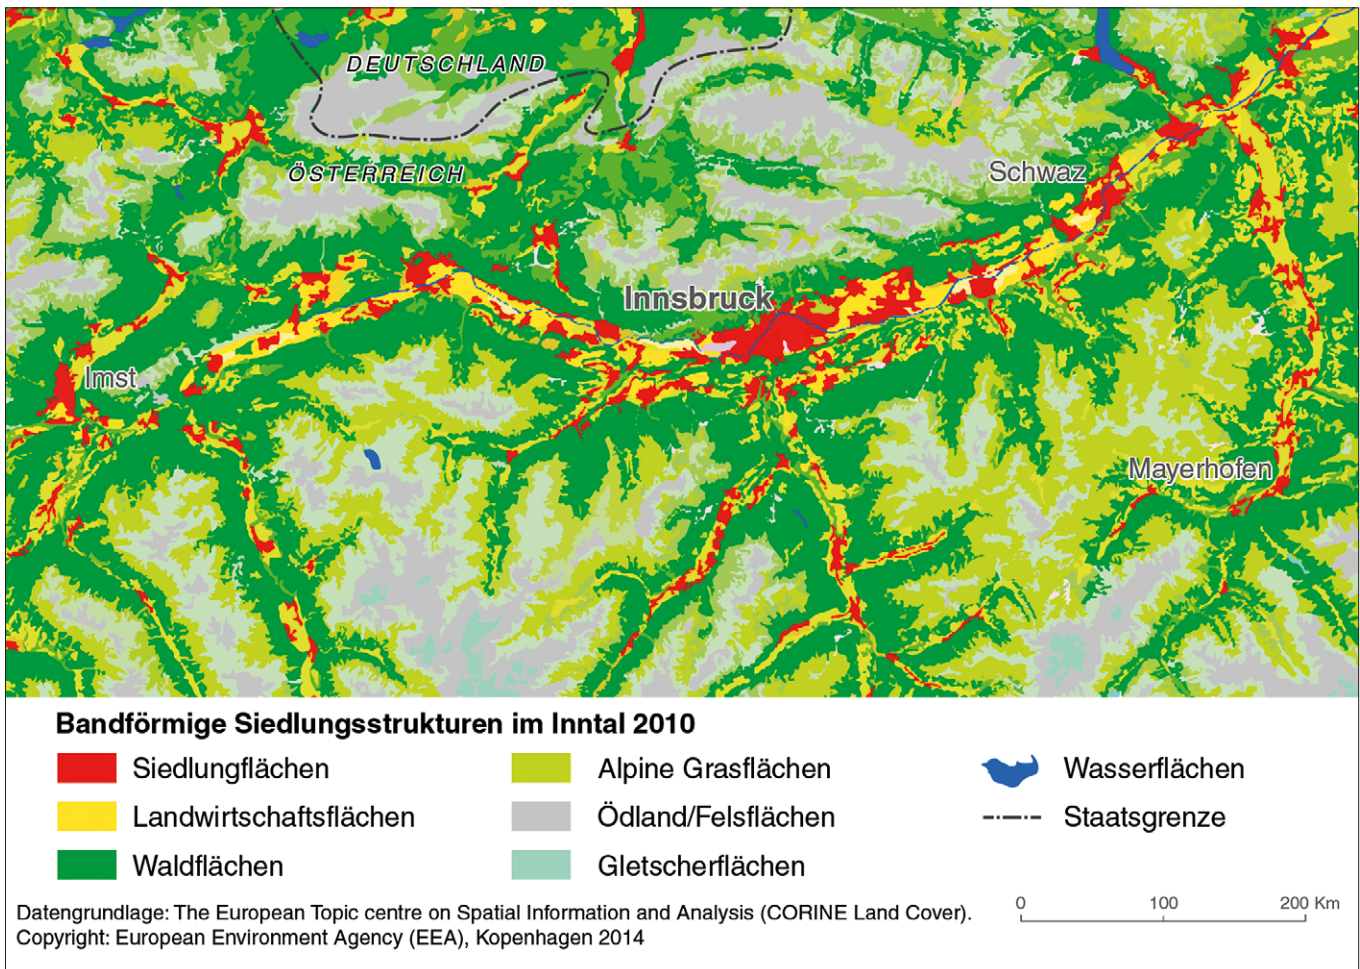 DEUTSCHLAND
ÖSTERREICH
Schwaz
Innsbruck
Imst
Mayerhofen
Bandförmige Siedlungsstrukturen im Inntal 2010
Siedlungflächen
Alpine Grasflächen
Wasserflächen
Landwirtschaftsflächen
Ödland/Felsflächen
Staatsgrenze
Waldflächen
Gletscherflächen
0 100 200 Km
Datengrundlage: The European Topic centre on Spatial Information and Analysis (CORINE Land Cover).
Copyright: European Environment Agency (EEA), Kopenhagen 2014